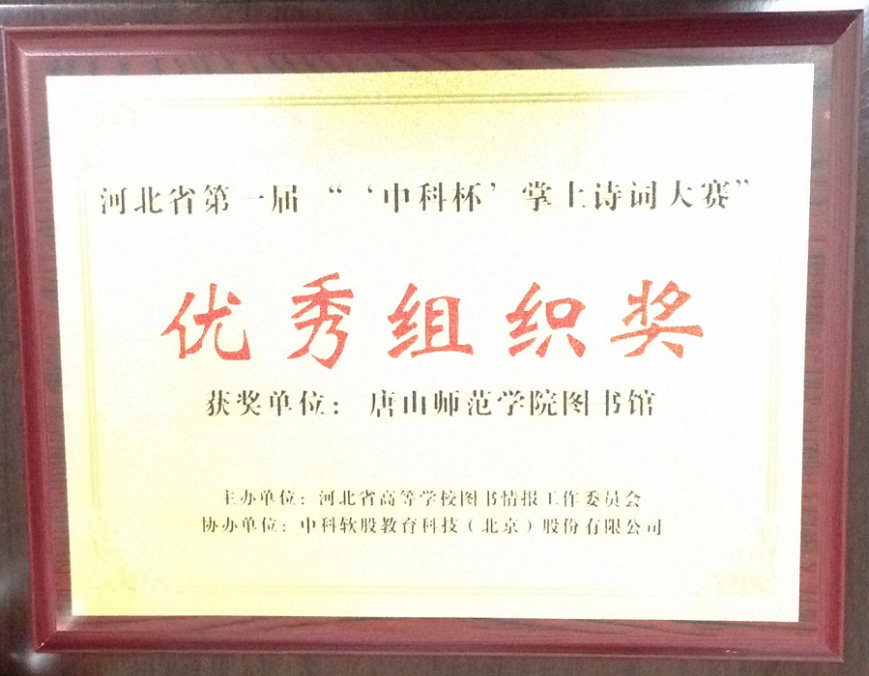 河北省第一届“‘中科杯’掌上诗词大赛”
优秀组织奖
获奖单位：唐山师范学院图书馆
主办单位：河北省高等学校图书情报工作委员会
协办单位：中科软股教育科技（北京）股份有限公司